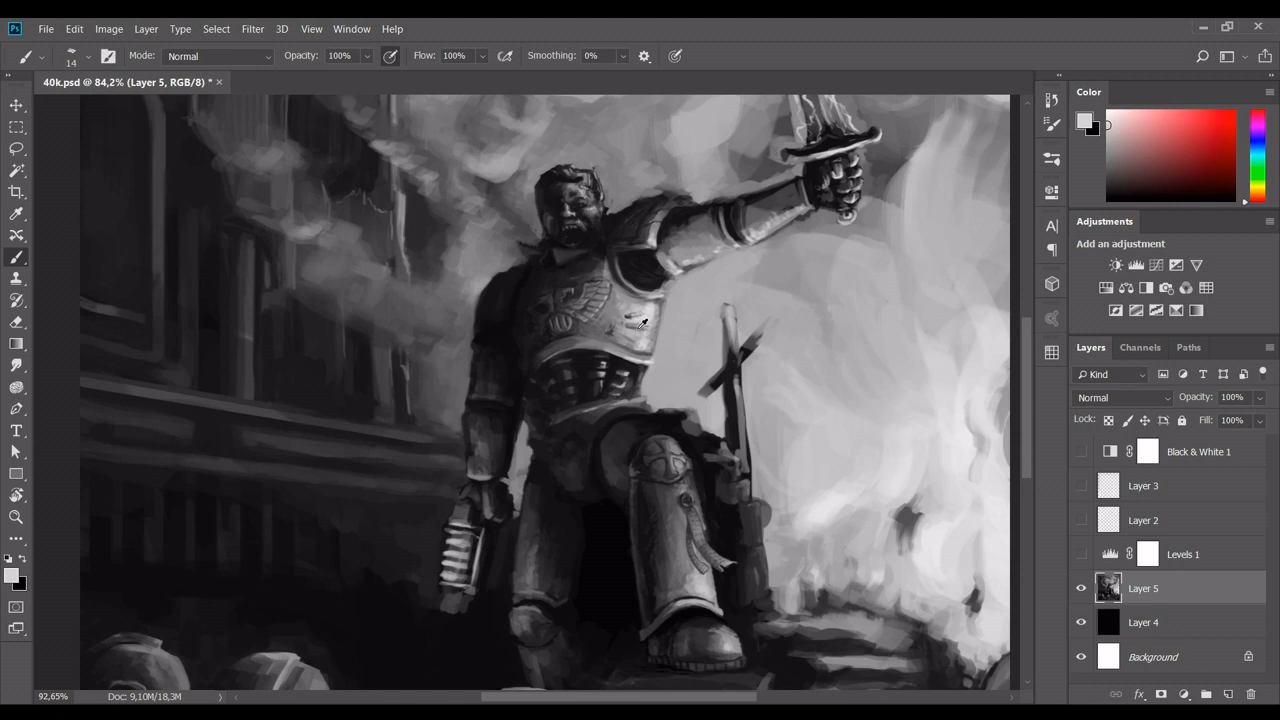 Ps File Edit Image Layer Type Select Filter 3D View Window Help
14 Mode: Normal Opacity: 100% Flow: 100% Smoothing: 0%
40k.psd @ 84,2% (Layer 5, RGB/8) * ×
Color
Adjustments
Add an adjustment
Layers Channels Paths
Kind
Normal Opacity: 100%
Lock: Fill: 100%
Black & White 1
Layer 3
Layer 2
Levels 1
Layer 5
Layer 4
Background
92,65% Doc: 9,10M/18,3M